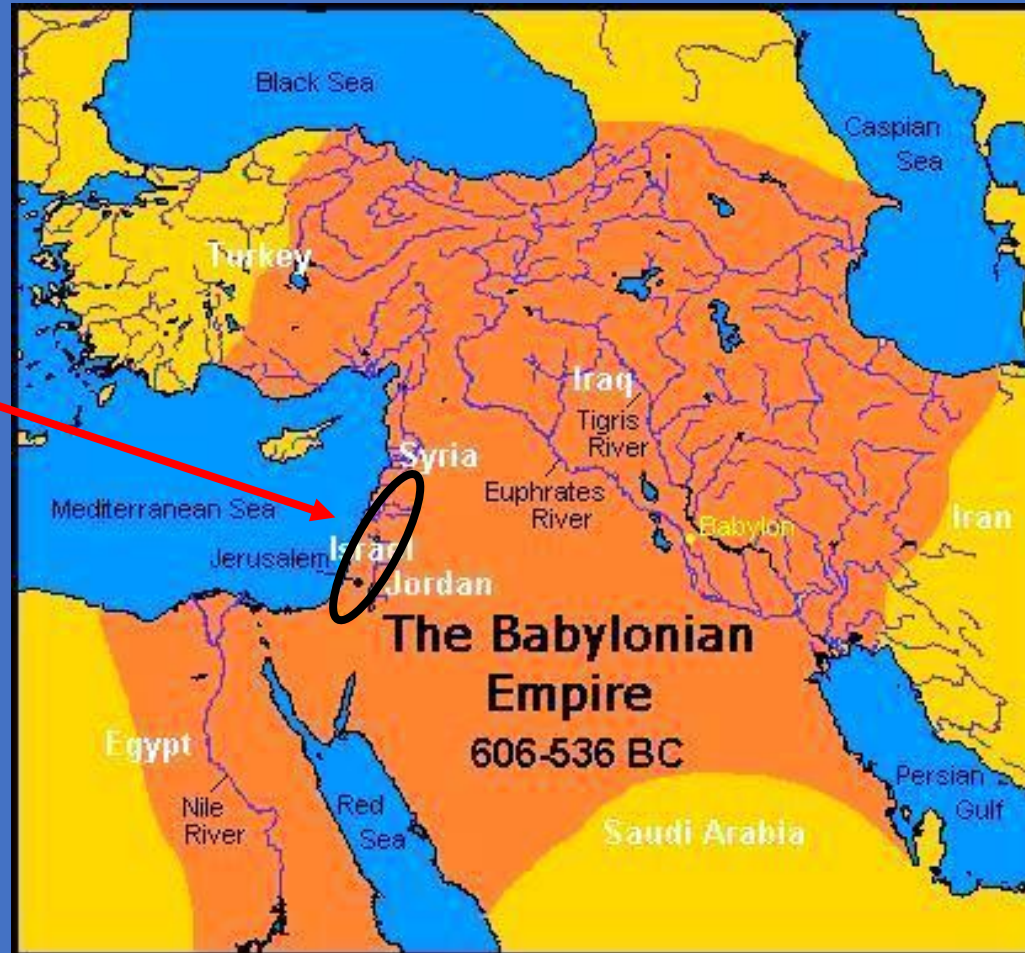 Black Sea
Caspian
Sea
Turkey
Iraq
Tigris
River
Syria
Euphrates
River
Mediterranean Sea
Babylon
Iran
Israel
Jerusalem
Jordan
The Babylonian
Empire
606-536 BC
Egypt
Nile
River
Red
Sea
Saudi Arabia
Persian
Gulf